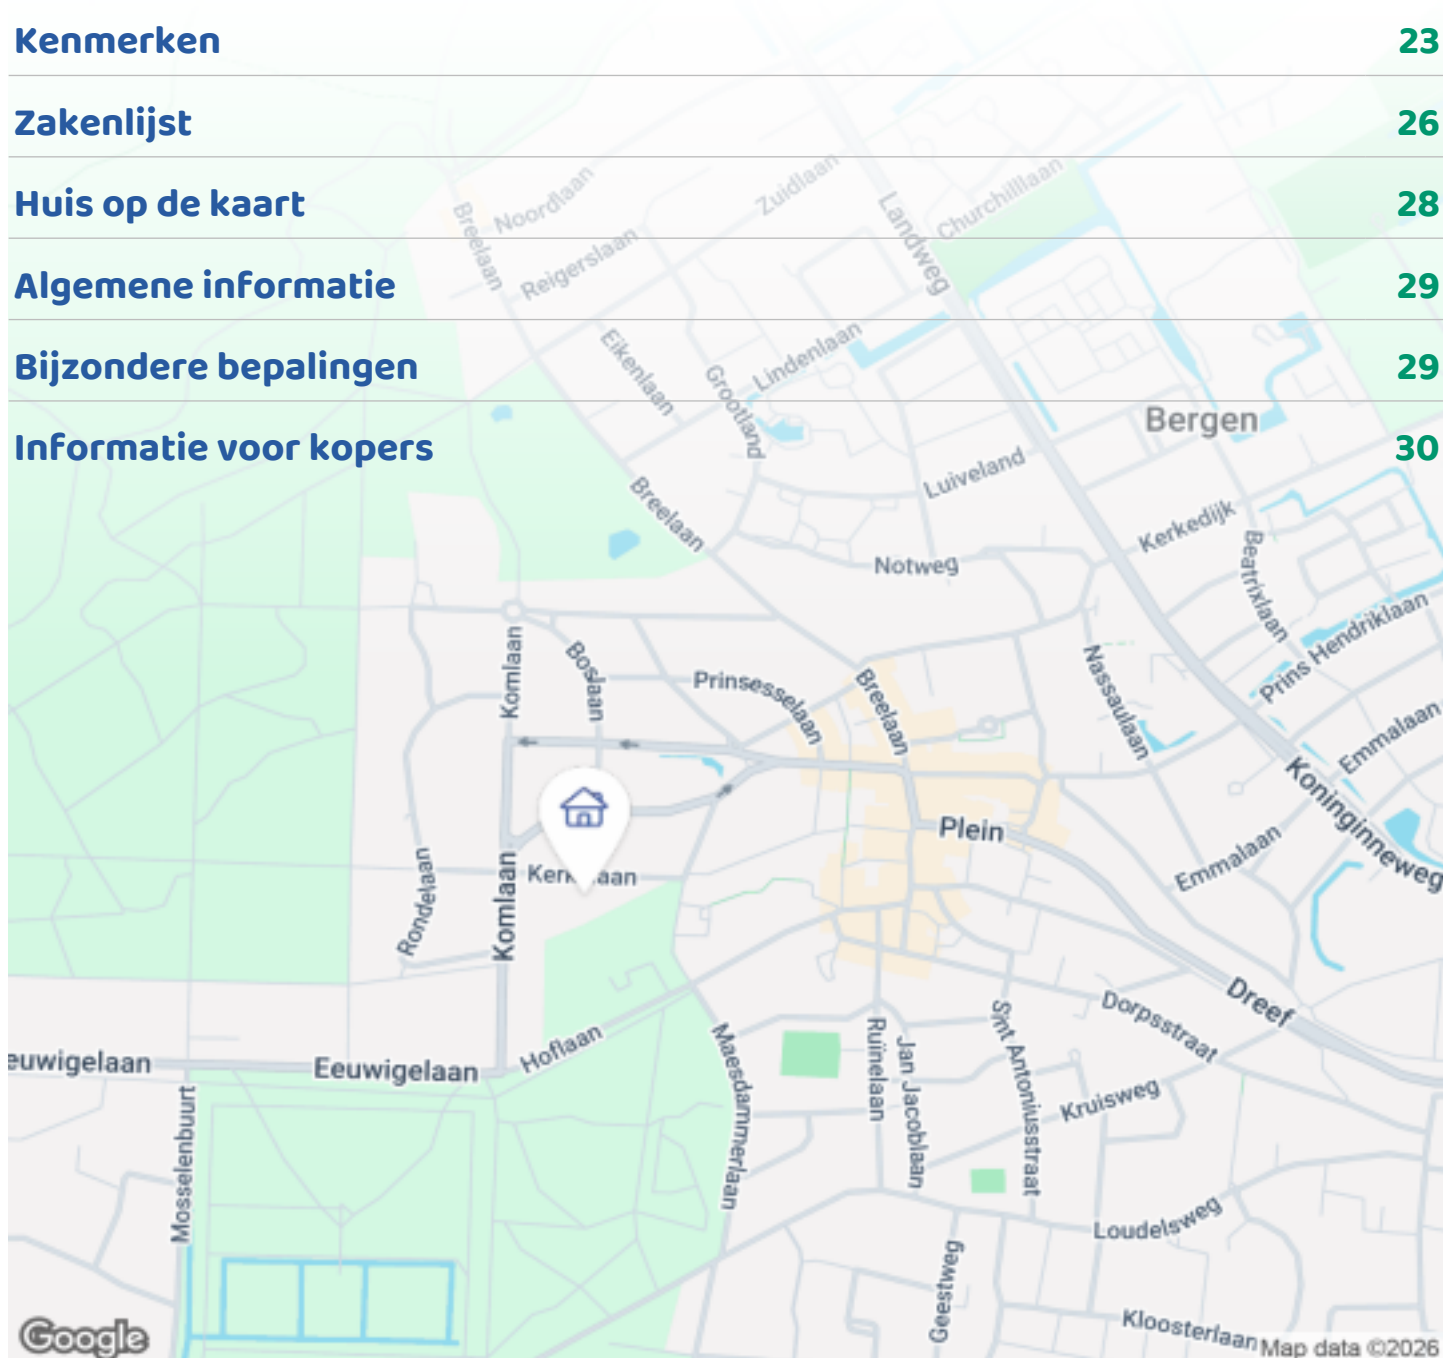 Kenmerken 23
Zakenlijst 26
Huis op de kaart 28
Algemene informatie 29
Bijzondere bepalingen 29
Informatie voor kopers 30
Noordlaan
Zuidlaan
Churchilllaan
Landweg
Breelaan
Reigerslaan
Eikenlaan
Grootland
Lindenlaan
Bergen
Luiveland
Breelaan
Kerkedijk
Notweg
Beatrixlaan
Prins Hendriklaan
Komlaan
Boslaan
Prinsesselaan
Breelaan
Nassaulaan
Emmalaan
Koninginneweg
Plein
Emmalaan
Rondelaan
Komlaan
Dreef
Dorpsstraat
Hoflaan
Maesdammerlaan
Ruïnelaan
Jan Jacoblaan
Sint Antoniusstraat
Kruisweg
euwigelaan
Eeuwigelaan
Mosselenbuurt
Loudelsweg
Geestweg
Kloosterlaan
Google
Map data ©2026